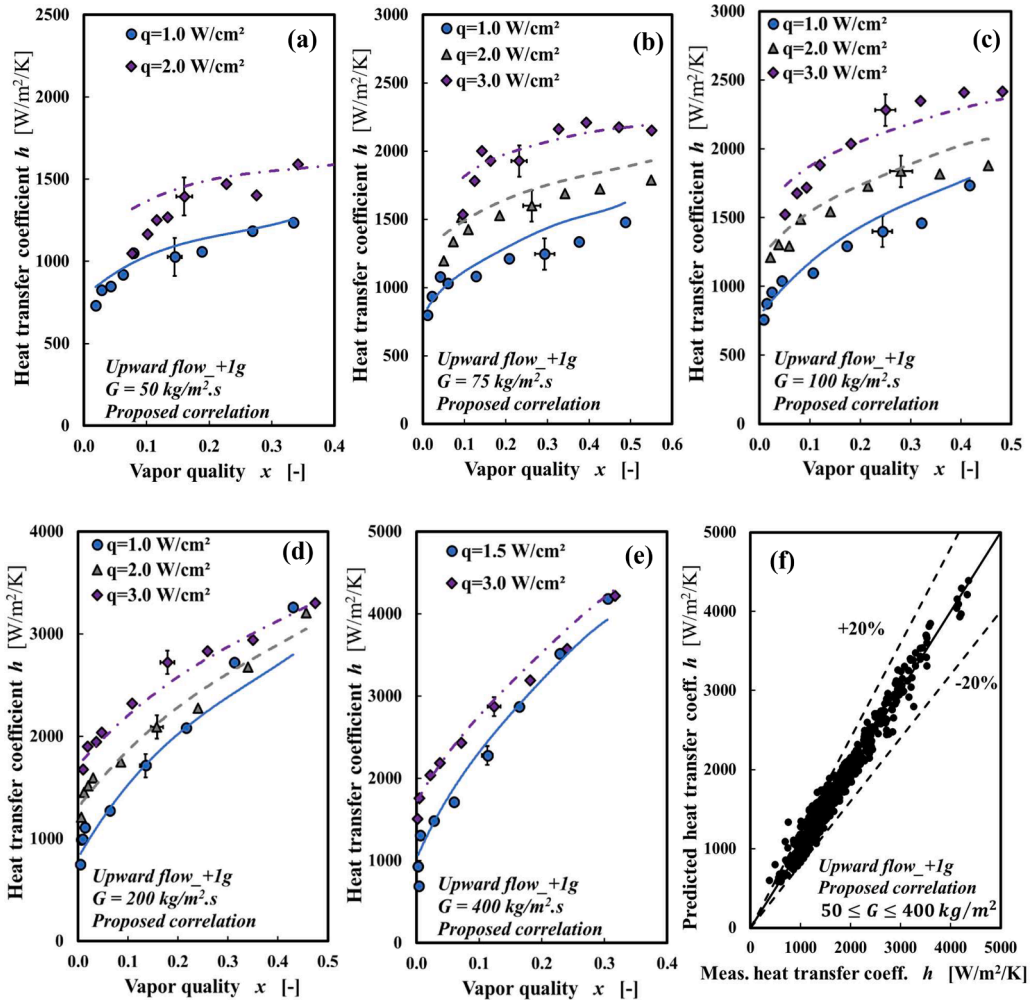 (a)
q=1.0 W/cm²
q=2.0 W/cm²
Heat transfer coefficient h [W/m²/K]
2500
2000
1500
1000
500
0
Upward flow_+1g
G = 50 kg/m².s
Proposed correlation
0.0 0.1 0.2 0.3 0.4
Vapor quality x [-]
(b)
q=1.0 W/cm²
q=2.0 W/cm²
q=3.0 W/cm²
Heat transfer coefficient h [W/m²/K]
3000
2500
2000
1500
1000
500
0
Upward flow_+1g
G = 75 kg/m².s
Proposed correlation
0.0 0.1 0.2 0.3 0.4 0.5 0.6
Vapor quality x [-]
(c)
q=1.0 W/cm²
q=2.0 W/cm²
q=3.0 W/cm²
Heat transfer coefficient h [W/m²/K]
3000
2500
2000
1500
1000
500
0
Upward flow_+1g
G = 100 kg/m².s
Proposed correlation
0.0 0.1 0.2 0.3 0.4 0.5
Vapor quality x [-]
(d)
q=1.0 W/cm²
q=2.0 W/cm²
q=3.0 W/cm²
Heat transfer coefficient h [W/m²/K]
4000
3000
2000
1000
0
Upward flow_+1g
G = 200 kg/m².s
Proposed correlation
0.0 0.1 0.2 0.3 0.4 0.5
Vapor quality x [-]
(e)
q=1.5 W/cm²
q=3.0 W/cm²
Heat transfer coefficient h [W/m²/K]
5000
4000
3000
2000
1000
0
Upward flow_+1g
G = 400 kg/m².s
Proposed correlation
0.0 0.1 0.2 0.3 0.4
Vapor quality x [-]
(f)
Predicted heat transfer coeff. h [W/m²/K]
5000
4000
3000
2000
1000
0
+20%
-20%
Upward flow_+1g
Proposed correlation
50 ≤ G ≤ 400 kg/m²
0 1000 2000 3000 4000 5000
Meas. heat transfer coeff. h [W/m²/K]